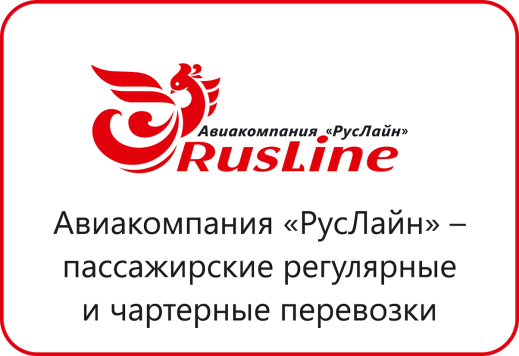 Авиакомпания «РусЛайн»
RusLine
Авиакомпания «РусЛайн» –
пассажирские регулярные
и чартерные перевозки